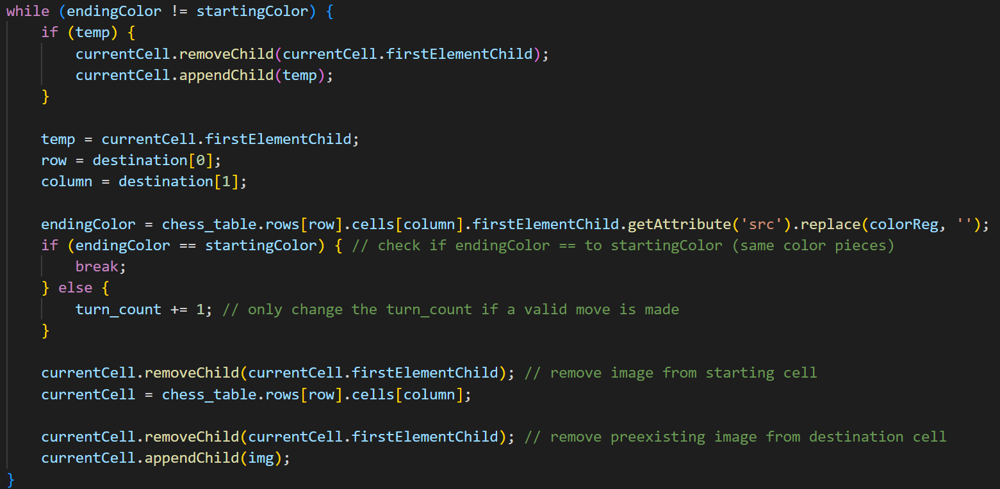 while (endingColor != startingColor) {
    if (temp) {
        currentCell.removeChild(currentCell.firstElementChild);
        currentCell.appendChild(temp);
    }

    temp = currentCell.firstElementChild;
    row = destination[0];
    column = destination[1];

    endingColor = chess_table.rows[row].cells[column].firstElementChild.getAttribute('src').replace(colorReg, '');
    if (endingColor == startingColor) { // check if endingColor == to startingColor (same color pieces)
        break;
    } else {
        turn_count += 1; // only change the turn_count if a valid move is made
    }

    currentCell.removeChild(currentCell.firstElementChild); // remove image from starting cell
    currentCell = chess_table.rows[row].cells[column];

    currentCell.removeChild(currentCell.firstElementChild); // remove preexisting image from destination cell
    currentCell.appendChild(img);
}